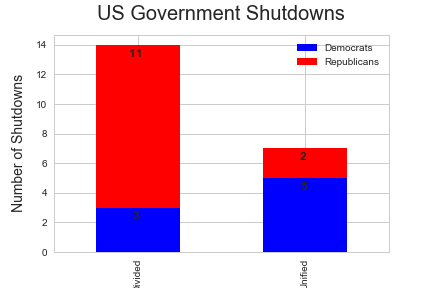 US Government Shutdowns
Number of Shutdowns
14
12
10
8
6
4
2
0
Democrats
Republicans
11
3
2
5
ivided
Unified